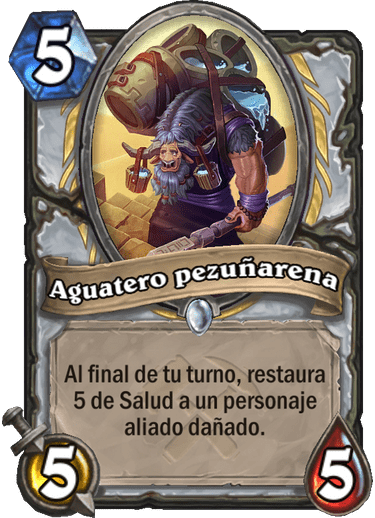 5
Aguatero pezuñarena
Al final de tu turno, restaura
5 de Salud a un personaje
aliado dañado.
5
5